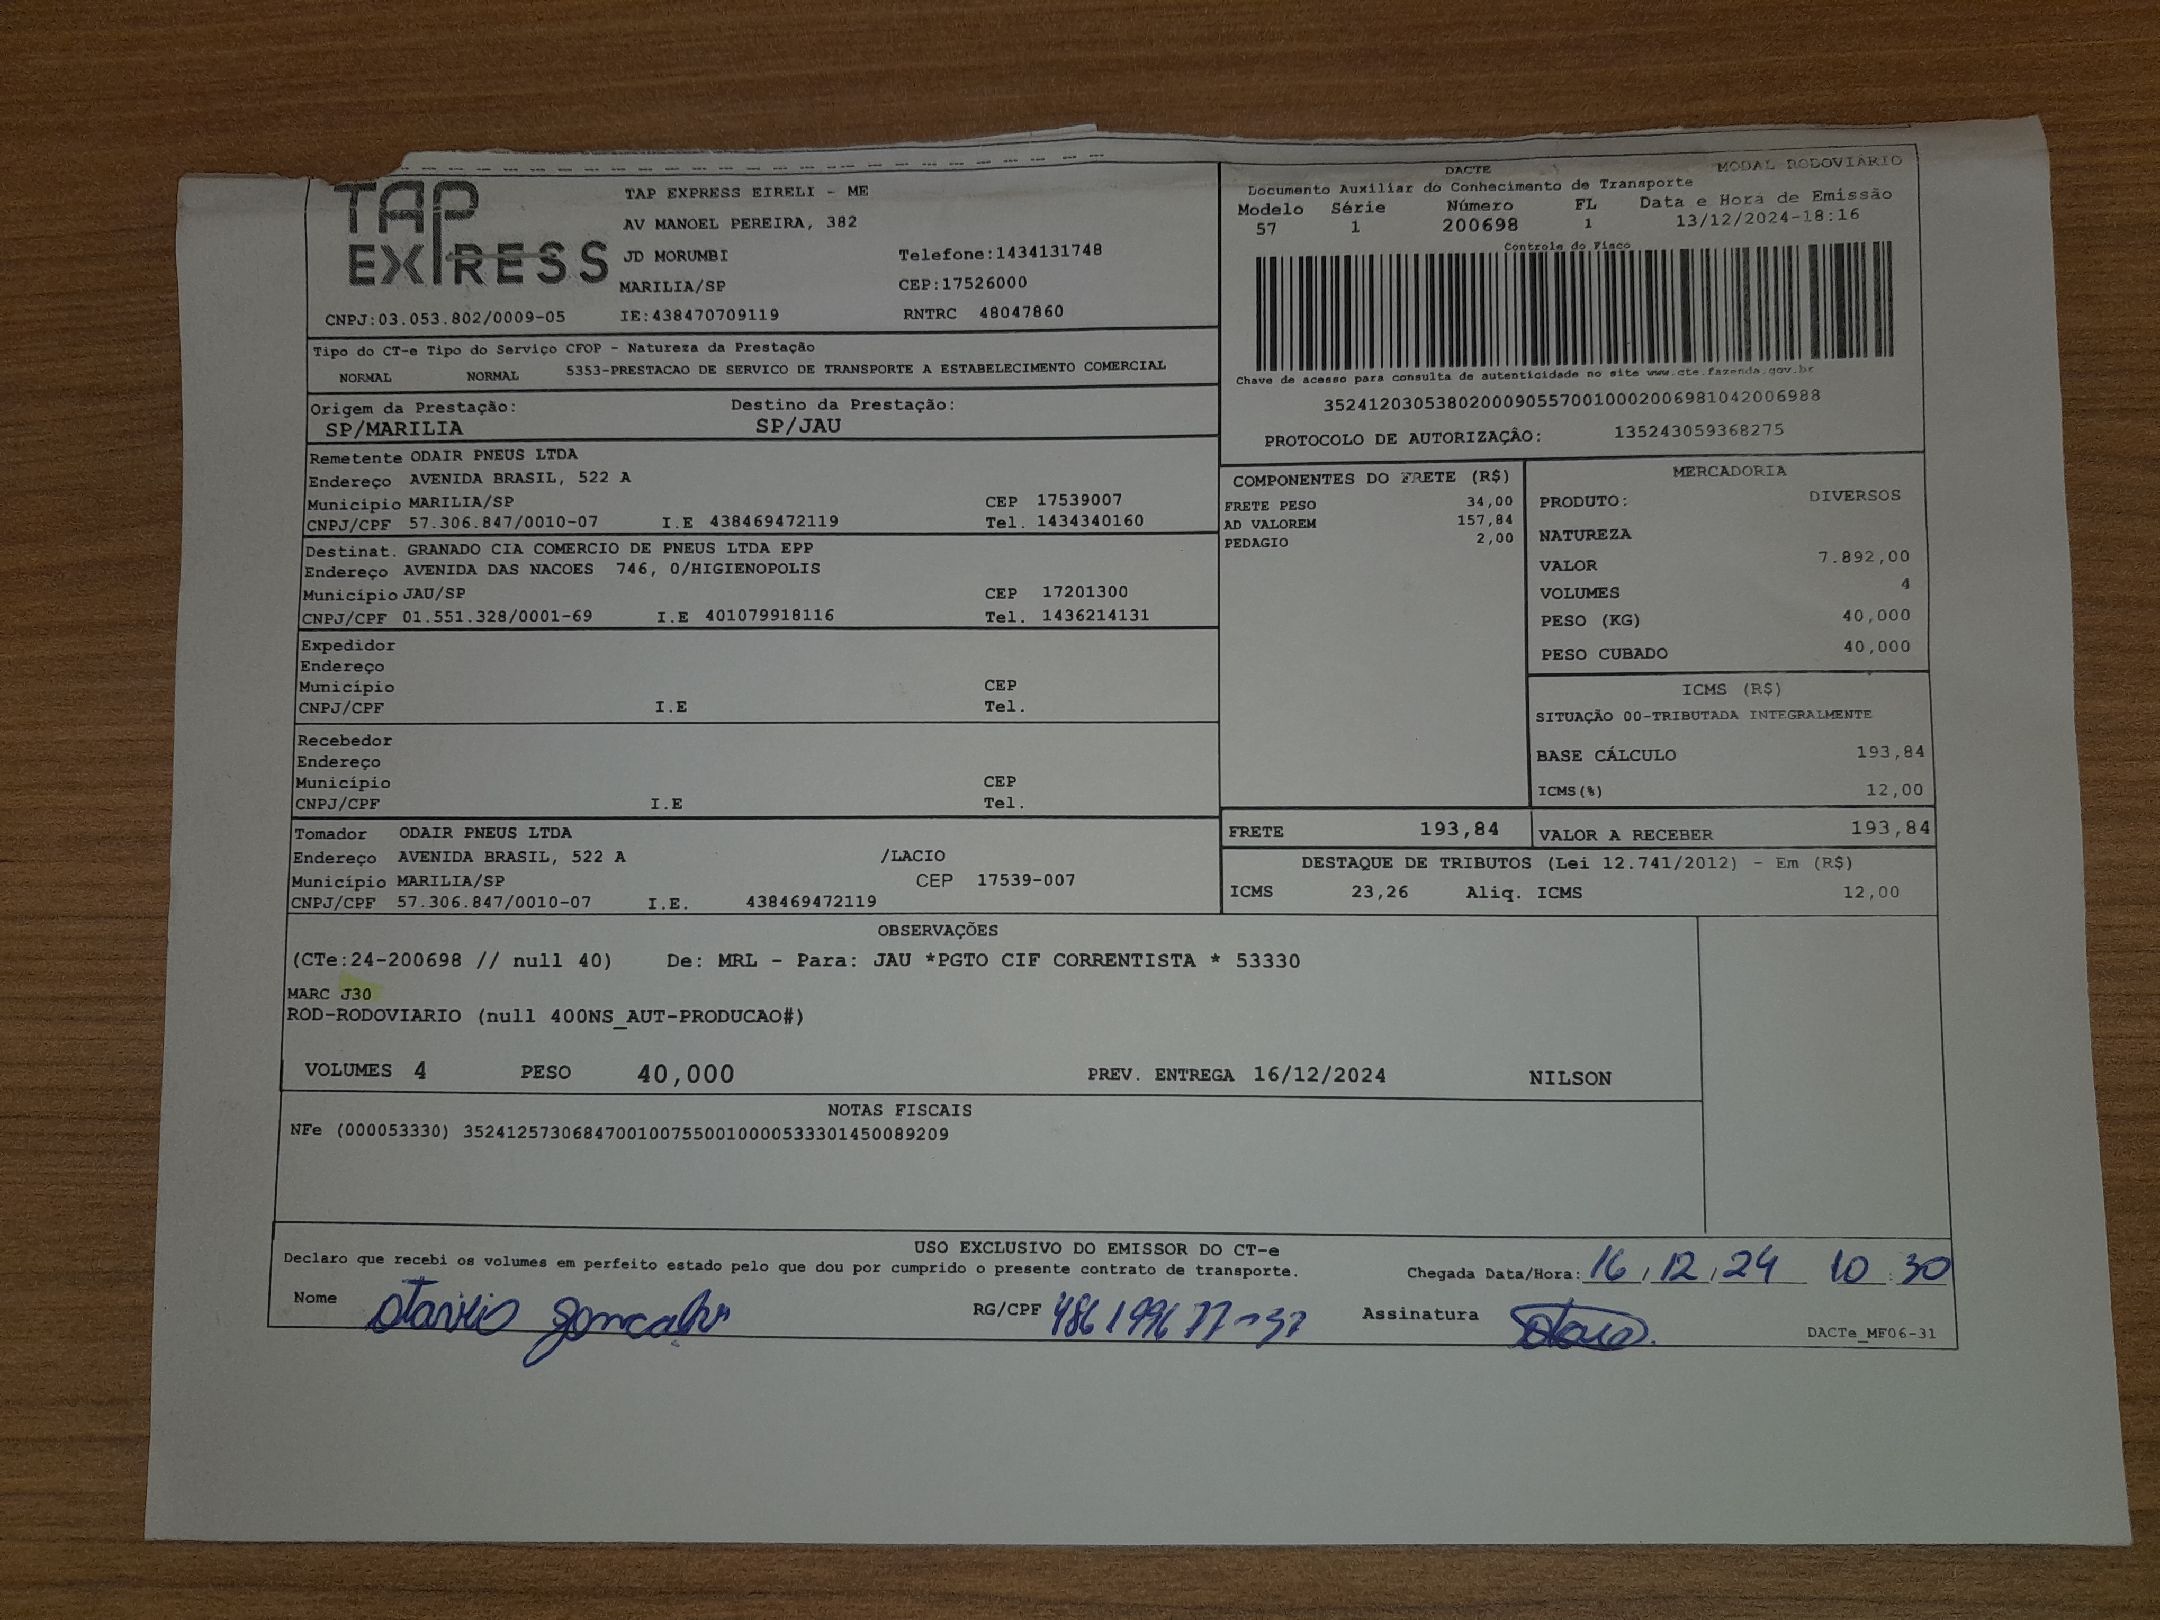 TAP EXPRESS
TAP EXPRESS EIRELI - ME
AV MANOEL PEREIRA, 382
JD MORUMBI Telefone:1434131748
MARILIA/SP CEP:17526000
CNPJ:03.053.802/0009-05 IE:438470709119 RNTRC 48047860
DACTE MODAL RODOVIARIO
Documento Auxiliar do Conhecimento de Transporte
Modelo Série Número FL Data e Hora de Emissão
57 1 200698 1 13/12/2024-18:16
Controle do Fisco
Chave de acesso para consulta de autenticidade no site www.cte.fazenda.gov.br
35241203053802000905570010002006981042006988
PROTOCOLO DE AUTORIZAÇÃO: 135243059368275
Tipo do CT-e Tipo do Serviço CFOP - Natureza da Prestação
NORMAL NORMAL 5353-PRESTACAO DE SERVICO DE TRANSPORTE A ESTABELECIMENTO COMERCIAL
Origem da Prestação: Destino da Prestação:
SP/MARILIA SP/JAU
Remetente ODAIR PNEUS LTDA
Endereço AVENIDA BRASIL, 522 A
Município MARILIA/SP CEP 17539007
CNPJ/CPF 57.306.847/0010-07 I.E 438469472119 Tel. 1434340160
Destinat. GRANADO CIA COMERCIO DE PNEUS LTDA EPP
Endereço AVENIDA DAS NACOES 746, 0/HIGIENOPOLIS
Município JAU/SP CEP 17201300
CNPJ/CPF 01.551.328/0001-69 I.E 401079918116 Tel. 1436214131
Expedidor
Endereço
Município CEP
CNPJ/CPF I.E Tel.
Recebedor
Endereço
Município CEP
CNPJ/CPF I.E Tel.
Tomador ODAIR PNEUS LTDA
Endereço AVENIDA BRASIL, 522 A /LACIO
Município MARILIA/SP CEP 17539-007
CNPJ/CPF 57.306.847/0010-07 I.E. 438469472119
COMPONENTES DO FRETE (R$)
FRETE PESO 34,00
AD VALOREM 157,84
PEDAGIO 2,00
MERCADORIA
PRODUTO: DIVERSOS
NATUREZA
VALOR 7.892,00
VOLUMES 4
PESO (KG) 40,000
PESO CUBADO 40,000
ICMS (R$)
SITUAÇÃO 00-TRIBUTADA INTEGRALMENTE
BASE CÁLCULO 193,84
ICMS(%) 12,00
FRETE 193,84 VALOR A RECEBER 193,84
DESTAQUE DE TRIBUTOS (Lei 12.741/2012) - Em (R$)
ICMS 23,26 Aliq. ICMS 12,00
OBSERVAÇÕES
(CTe:24-200698 // null 40) De: MRL - Para: JAU *PGTO CIF CORRENTISTA * 53330
MARC J30
ROD-RODOVIARIO (null 400NS_AUT-PRODUCAO#)
VOLUMES 4 PESO 40,000 PREV. ENTREGA 16/12/2024 NILSON
NOTAS FISCAIS
NFe (000053330) 35241257306847001007550010000533301450089209
USO EXCLUSIVO DO EMISSOR DO CT-e
Declaro que recebi os volumes em perfeito estado pelo que dou por cumprido o presente contrato de transporte.
Chegada Data/Hora: 16,12,24 10:30
Nome Otavio Goncalves RG/CPF Assinatura
DACTe_MF06-31